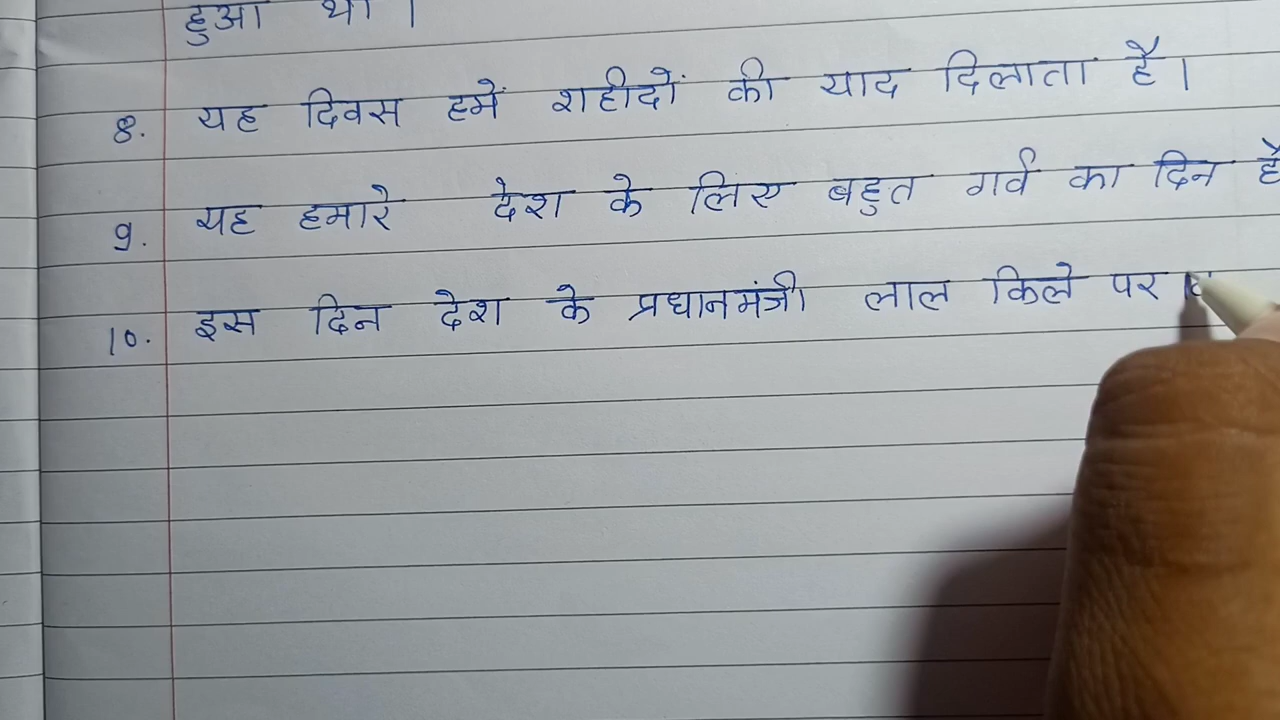 हुआ था।
8. यह दिवस हमें शहीदों की याद दिलाता है।
9. यह हमारे देश के लिए बहुत गर्व का दिन है
10. इस दिन देश के प्रधानमंत्री लाल किले पर